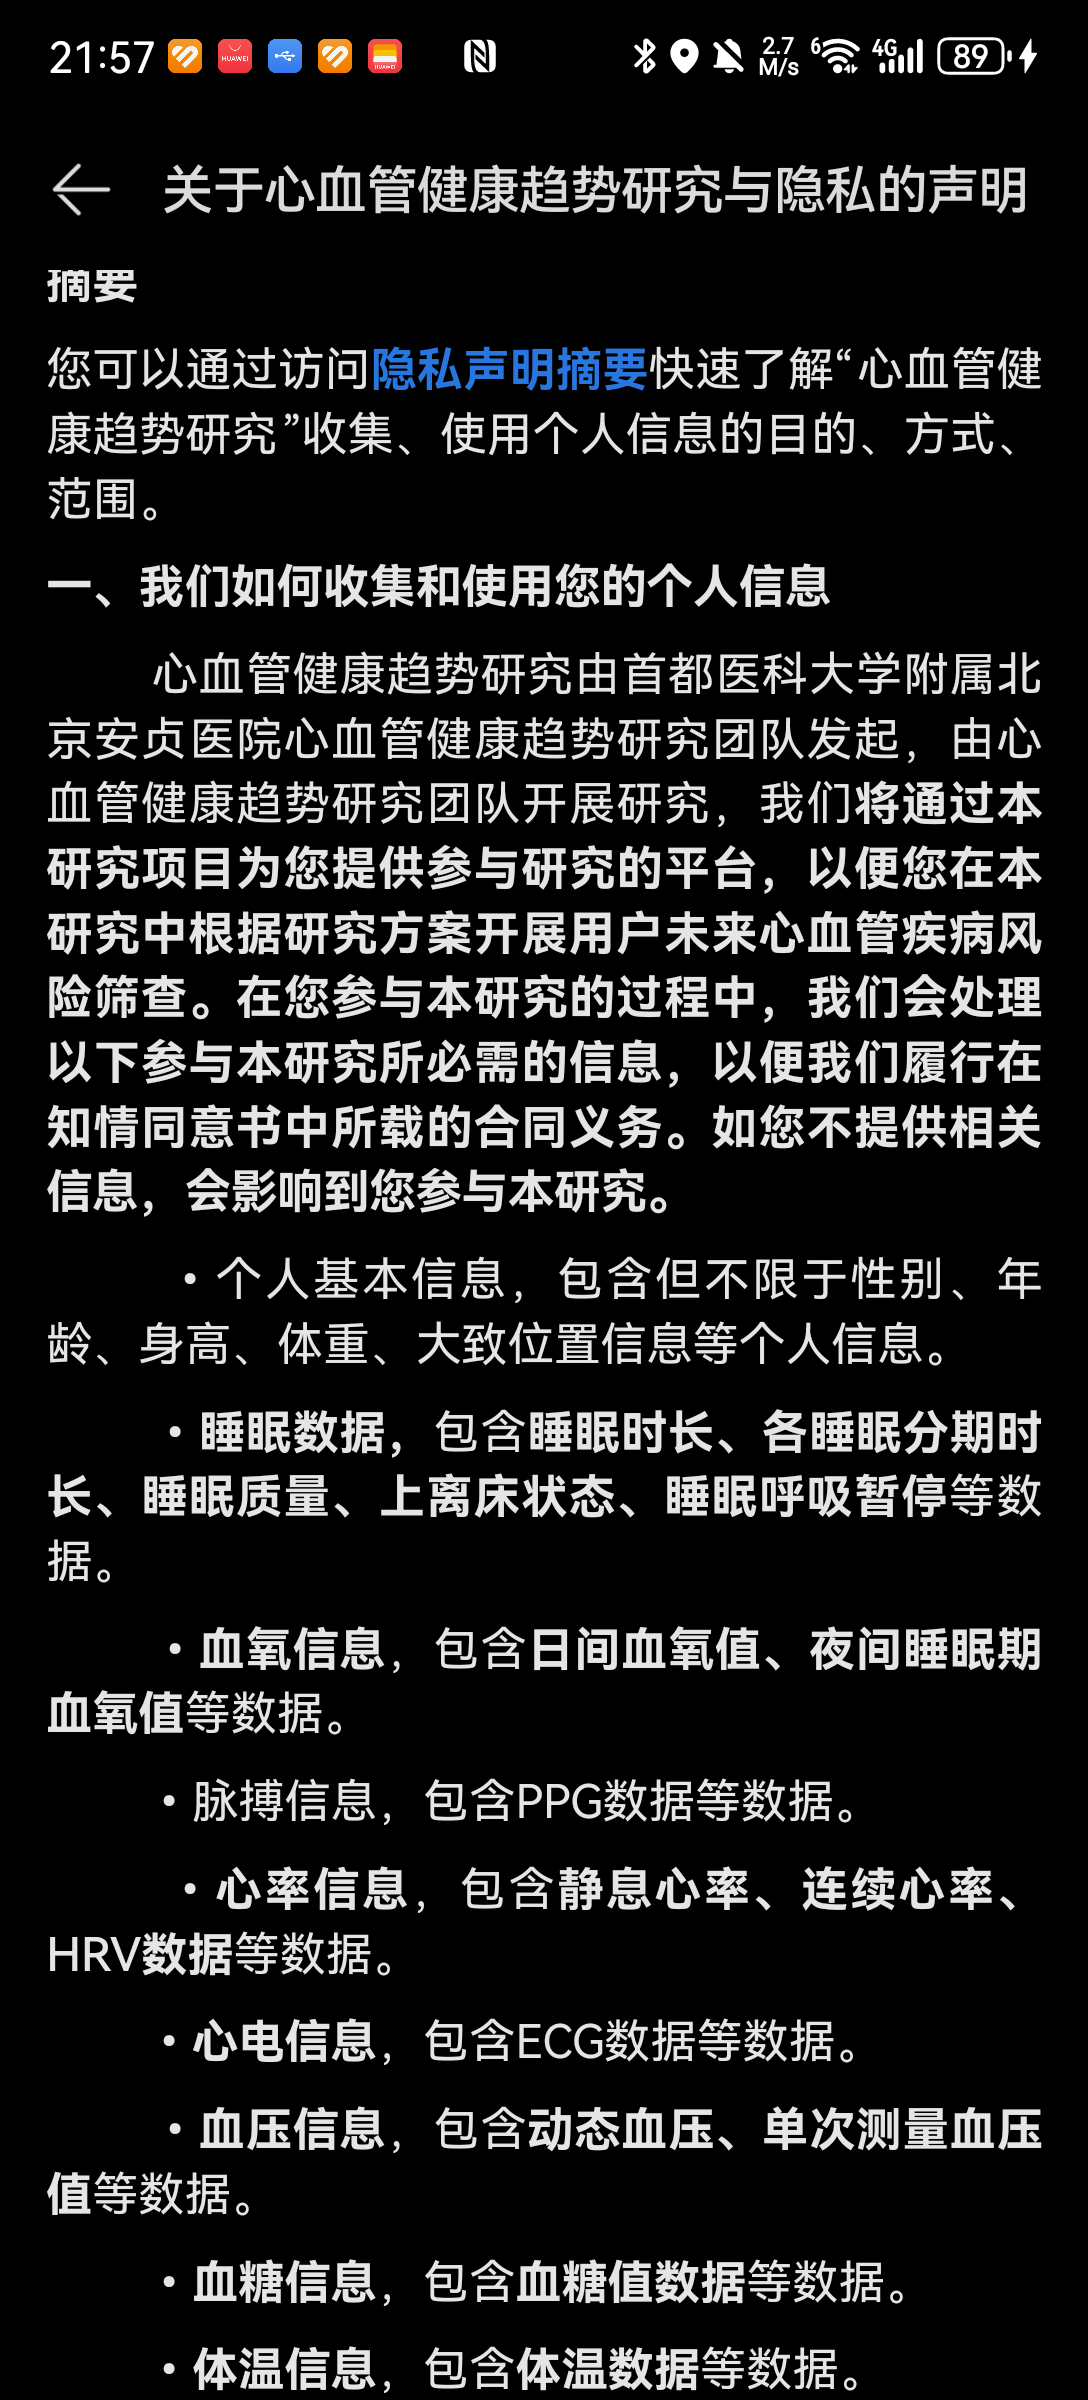 21:57
HUAWEI
HUAWEI
2.7
M/s
6
4G
89
关于心血管健康趋势研究与隐私的声明
摘要
您可以通过访问隐私声明摘要快速了解“心血管健
康趋势研究”收集、使用个人信息的目的、方式、
范围。
一、我们如何收集和使用您的个人信息
心血管健康趋势研究由首都医科大学附属北
京安贞医院心血管健康趋势研究团队发起，由心
血管健康趋势研究团队开展研究，我们将通过本
研究项目为您提供参与研究的平台，以便您在本
研究中根据研究方案开展用户未来心血管疾病风
险筛查。在您参与本研究的过程中，我们会处理
以下参与本研究所必需的信息，以便我们履行在
知情同意书中所载的合同义务。如您不提供相关
信息，会影响到您参与本研究。
• 个人基本信息，包含但不限于性别、年
龄、身高、体重、大致位置信息等个人信息。
• 睡眠数据，包含睡眠时长、各睡眠分期时
长、睡眠质量、上离床状态、睡眠呼吸暂停等数
据。
• 血氧信息，包含日间血氧值、夜间睡眠期
血氧值等数据。
• 脉搏信息，包含PPG数据等数据。
• 心率信息，包含静息心率、连续心率、
HRV数据等数据。
• 心电信息，包含ECG数据等数据。
• 血压信息，包含动态血压、单次测量血压
值等数据。
• 血糖信息，包含血糖值数据等数据。
• 体温信息，包含体温数据等数据。